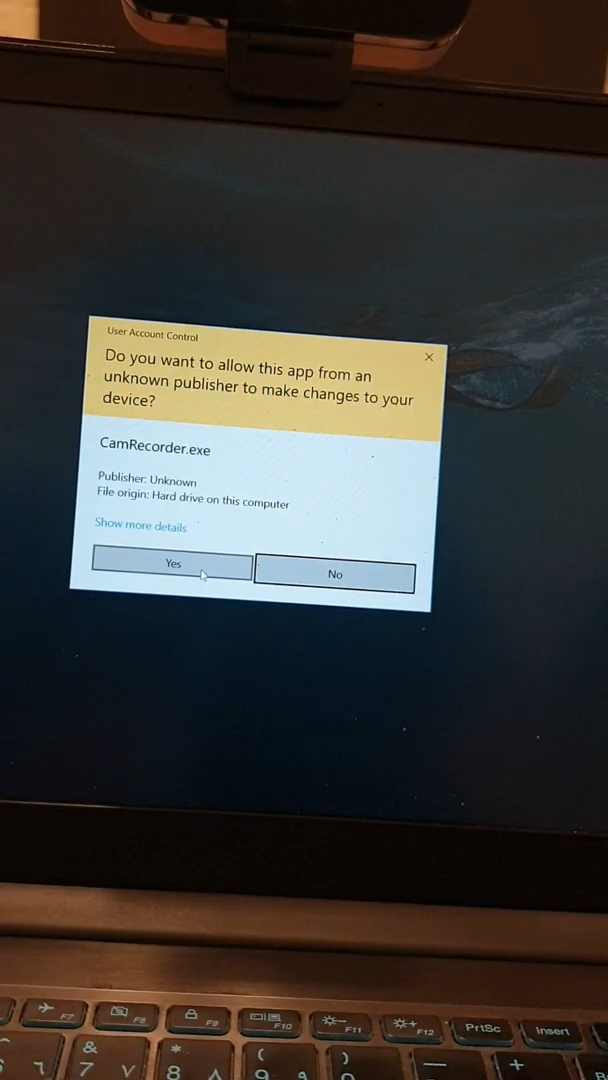 User Account Control
Do you want to allow this app from an
unknown publisher to make changes to your
device?
CamRecorder.exe
Publisher: Unknown
File origin: Hard drive on this computer
Show more details
Yes
No
F7
F8
F9
F10
F11
F12
PrtSc
Insert
&
*
(
)
7
8
9